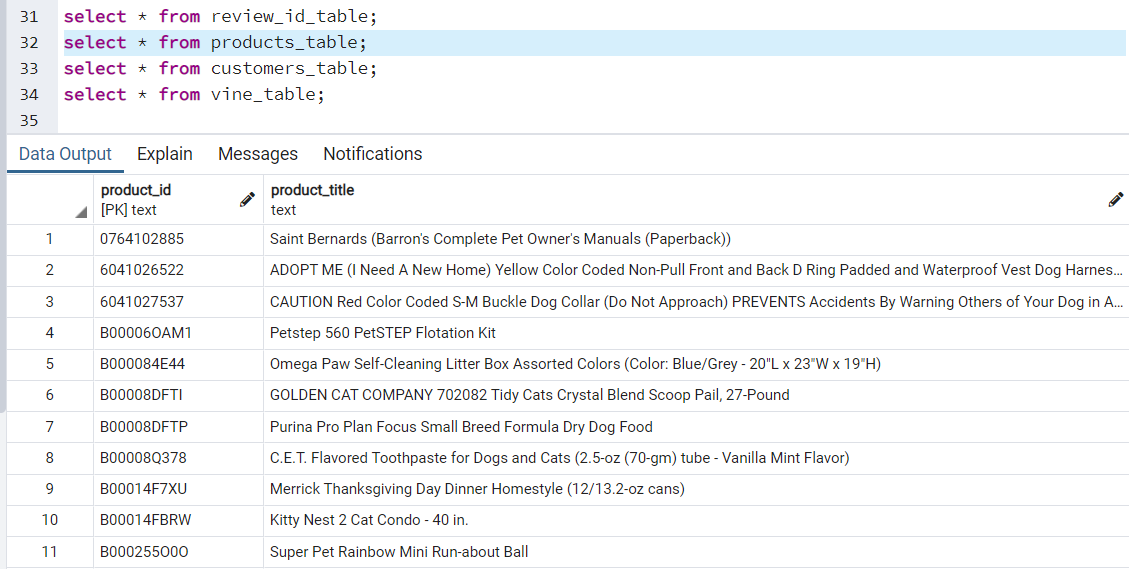 31 select * from review_id_table;
32 select * from products_table;
33 select * from customers_table;
34 select * from vine_table;
35
Data Output Explain Messages Notifications
product_id product_title
[PK] text text
1 0764102885 Saint Bernards (Barron's Complete Pet Owner's Manuals (Paperback))
2 6041026522 ADOPT ME (I Need A New Home) Yellow Color Coded Non-Pull Front and Back D Ring Padded and Waterproof Vest Dog Harnes...
3 6041027537 CAUTION Red Color Coded S-M Buckle Dog Collar (Do Not Approach) PREVENTS Accidents By Warning Others of Your Dog in A...
4 B00006OAM1 Petstep 560 PetSTEP Flotation Kit
5 B000084E44 Omega Paw Self-Cleaning Litter Box Assorted Colors (Color: Blue/Grey - 20"L x 23"W x 19"H)
6 B00008DFTI GOLDEN CAT COMPANY 702082 Tidy Cats Crystal Blend Scoop Pail, 27-Pound
7 B00008DFTP Purina Pro Plan Focus Small Breed Formula Dry Dog Food
8 B00008Q378 C.E.T. Flavored Toothpaste for Dogs and Cats (2.5-oz (70-gm) tube - Vanilla Mint Flavor)
9 B00014F7XU Merrick Thanksgiving Day Dinner Homestyle (12/13.2-oz cans)
10 B00014FBRW Kitty Nest 2 Cat Condo - 40 in.
11 B000255O0O Super Pet Rainbow Mini Run-about Ball